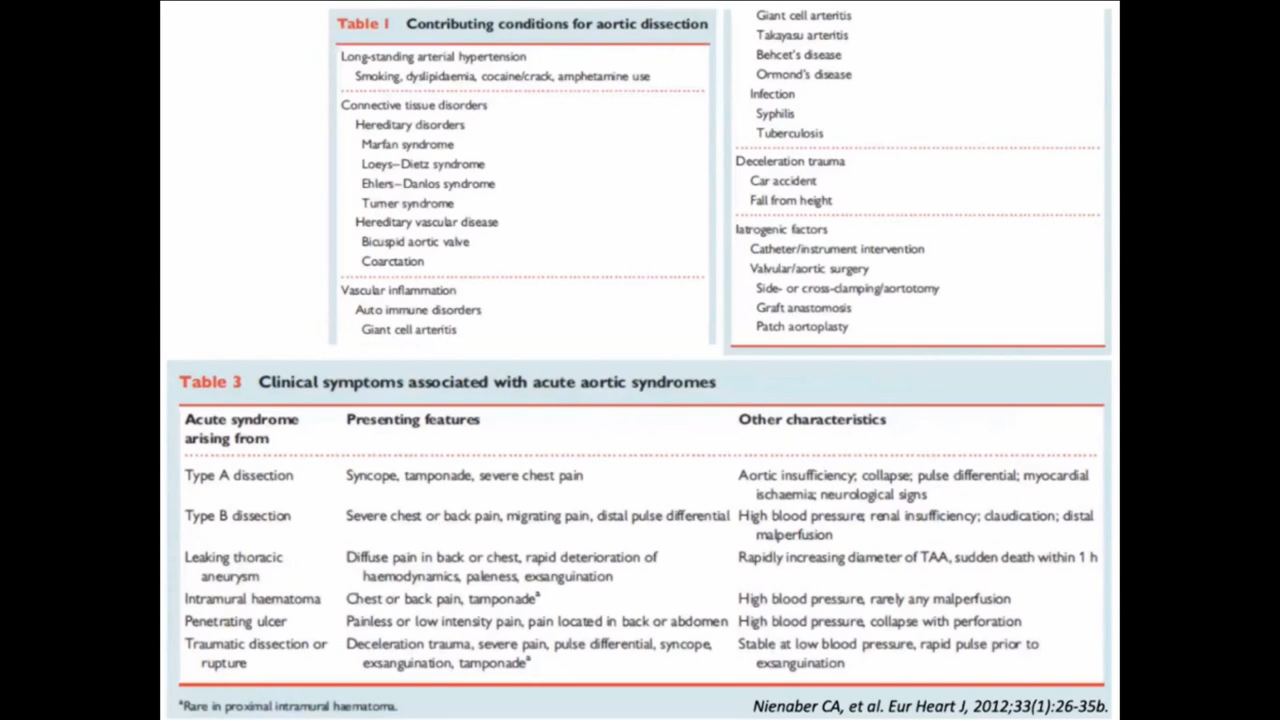 Table 1 Contributing conditions for aortic dissection
Long-standing arterial hypertension
Smoking, dyslipidaemia, cocaine/crack, amphetamine use
Connective tissue disorders
Hereditary disorders
Marfan syndrome
Loeys–Dietz syndrome
Ehlers–Danlos syndrome
Turner syndrome
Hereditary vascular disease
Bicuspid aortic valve
Coarctation
Vascular inflammation
Auto immune disorders
Giant cell arteritis
Giant cell arteritis
Takayasu arteritis
Behcet's disease
Ormond's disease
Infection
Syphilis
Tuberculosis
Deceleration trauma
Car accident
Fall from height
Iatrogenic factors
Catheter/instrument intervention
Valvular/aortic surgery
Side- or cross-clamping/aortotomy
Graft anastomosis
Patch aortoplasty
Table 3 Clinical symptoms associated with acute aortic syndromes
Acute syndrome Presenting features Other characteristics
arising from
Type A dissection Syncope, tamponade, severe chest pain Aortic insufficiency; collapse; pulse differential; myocardial
ischaemia; neurological signs
Type B dissection Severe chest or back pain, migrating pain, distal pulse differential High blood pressure; renal insufficiency; claudication; distal
malperfusion
Leaking thoracic Diffuse pain in back or chest, rapid deterioration of Rapidly increasing diameter of TAA, sudden death within 1 h
aneurysm haemodynamics, paleness, exsanguination
Intramural haematoma Chest or back pain, tamponadeᵃ High blood pressure, rarely any malperfusion
Penetrating ulcer Painless or low intensity pain, pain located in back or abdomen High blood pressure, collapse with perforation
Traumatic dissection or Deceleration trauma, severe pain, pulse differential, syncope, Stable at low blood pressure, rapid pulse prior to
rupture exsanguination, tamponadeᵃ exsanguination
ᵃRare in proximal intramural haematoma.
Nienaber CA, et al. Eur Heart J, 2012;33(1):26-35b.